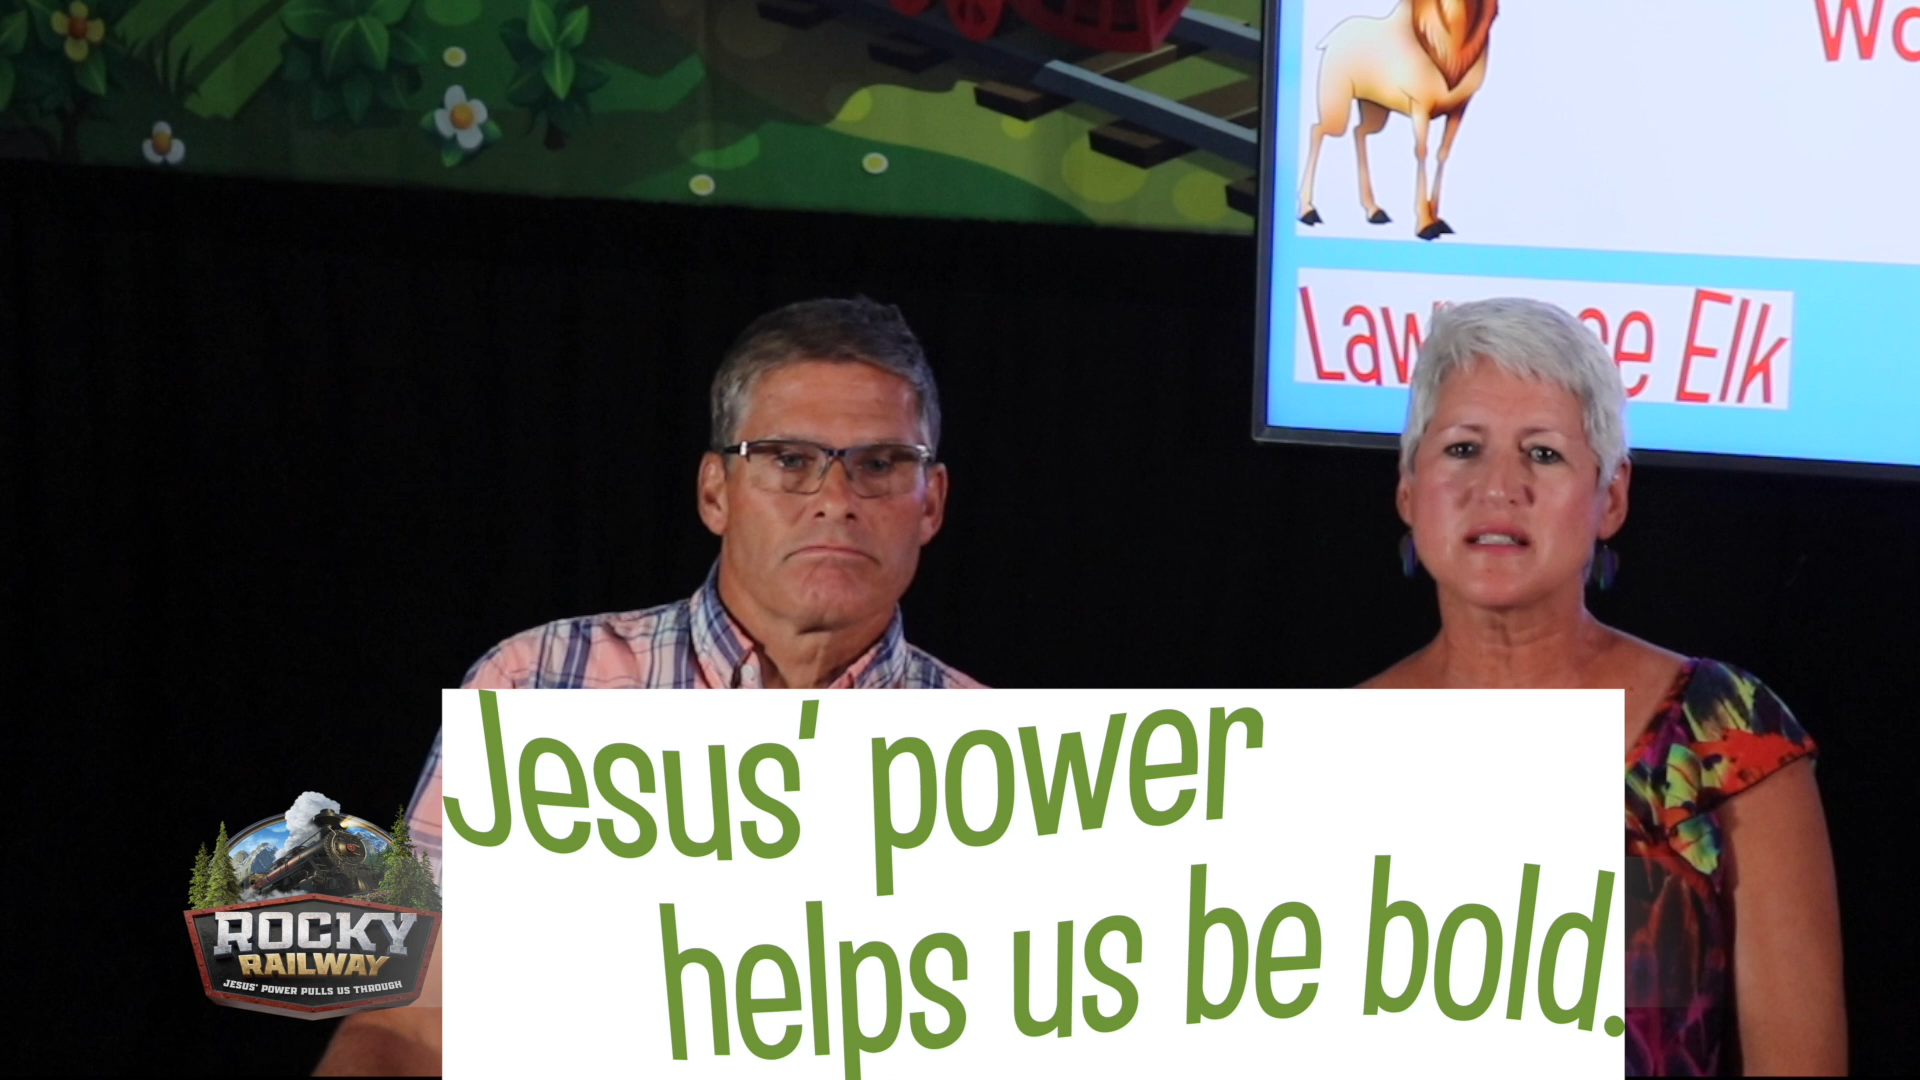 Elk
Jesus' power
helps us be bold.
ROCKY
RAILWAY
JESUS' POWER PULLS US THROUGH